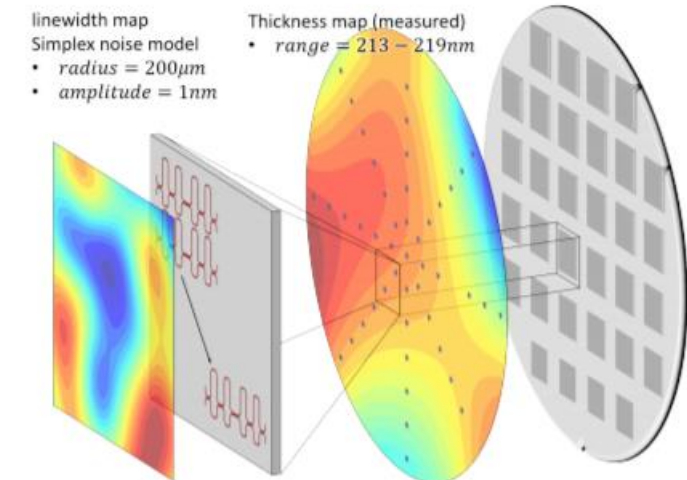 linewidth map
Simplex noise model
• radius = 200μm
• amplitude = 1nm
Thickness map (measured)
• range = 213 − 219nm